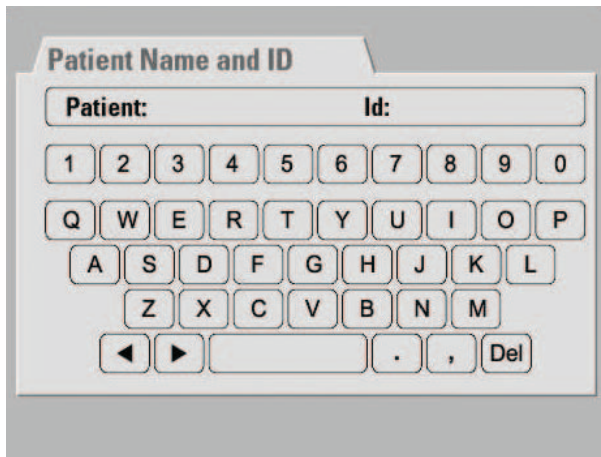 Patient Name and ID
Patient: Id:
1 2 3 4 5 6 7 8 9 0
Q W E R T Y U I O P
A S D F G H J K L
Z X C V B N M
◄ ► . , Del